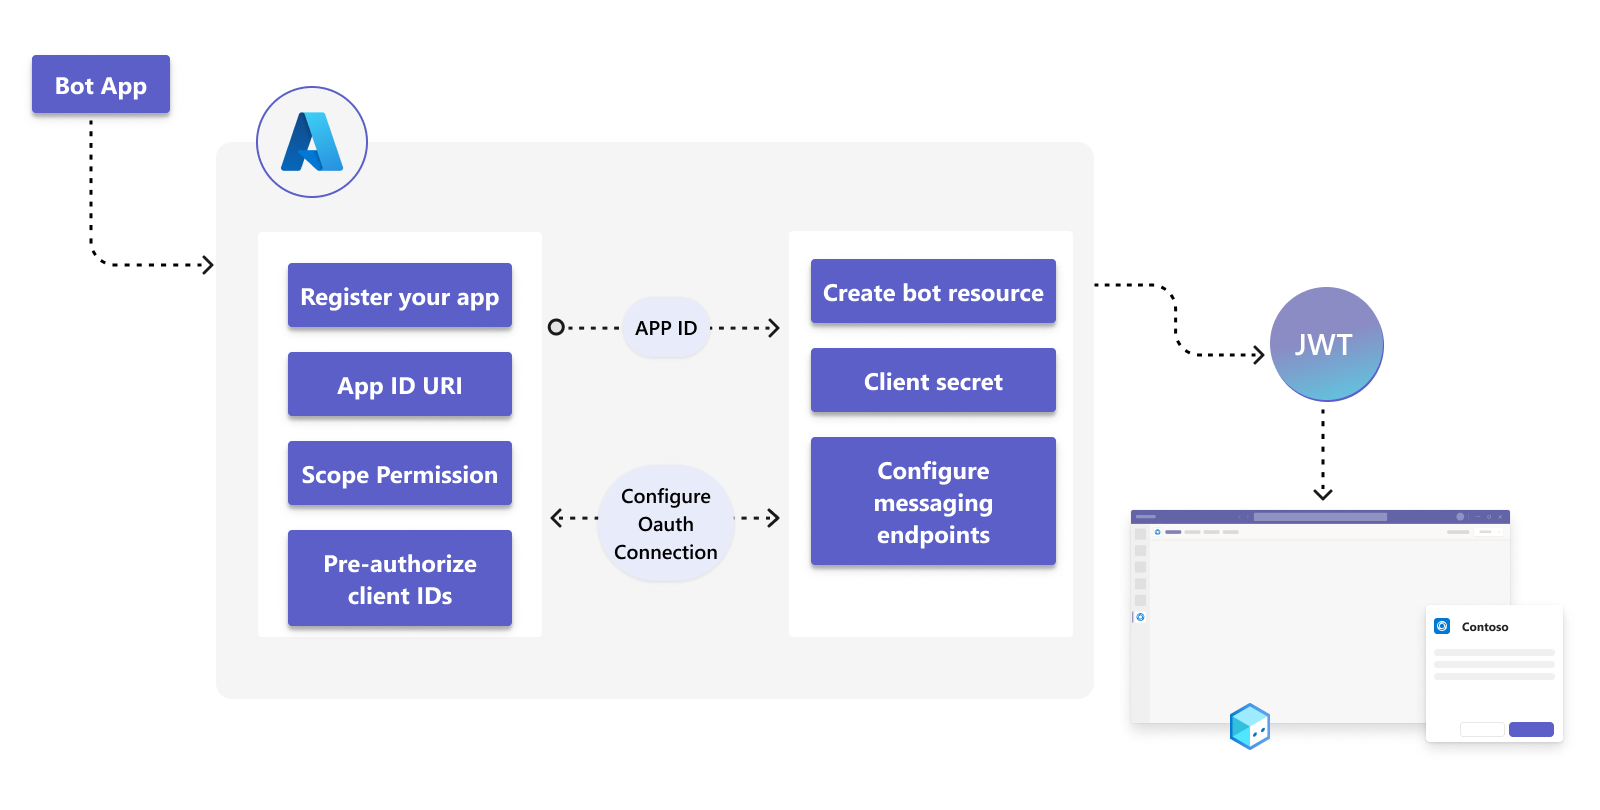 Bot App
Register your app
App ID URI
Scope Permission
Pre-authorize
client IDs
APP ID
Configure
Oauth
Connection
Create bot resource
Client secret
Configure
messaging
endpoints
JWT
Contoso